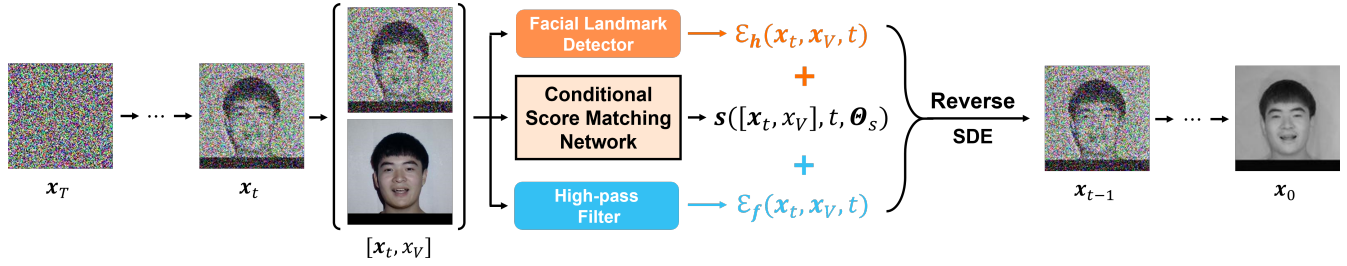 𝒙_T
...
𝒙_t
[𝒙_t, x_V]
Facial Landmark
Detector
ℰ_𝒉(𝒙_t, 𝒙_V, t)
+
Conditional
Score Matching
Network
𝒔([𝒙_t, x_V], t, 𝜣_s)
+
High-pass
Filter
ℰ_𝒇(𝒙_t, 𝒙_V, t)
Reverse
SDE
𝒙_{t−1}
...
𝒙_0